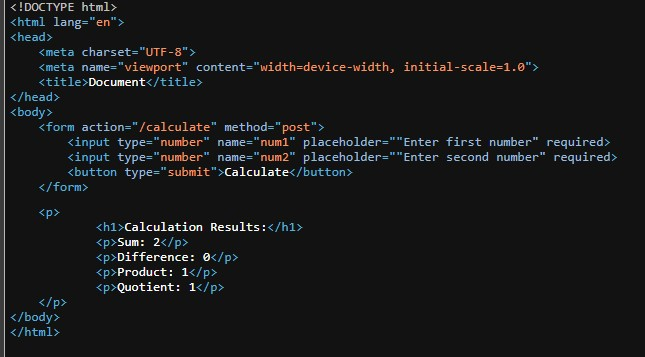 <!DOCTYPE html>
<html lang="en">
<head>
    <meta charset="UTF-8">
    <meta name="viewport" content="width=device-width, initial-scale=1.0">
    <title>Document</title>
</head>
<body>
    <form action="/calculate" method="post">
        <input type="number" name="num1" placeholder=""Enter first number" required>
        <input type="number" name="num2" placeholder=""Enter second number" required>
        <button type="submit">Calculate</button>
    </form>

    <p>
            <h1>Calculation Results:</h1>
            <p>Sum: 2</p>
            <p>Difference: 0</p>
            <p>Product: 1</p>
            <p>Quotient: 1</p>
    </p>
</body>
</html>